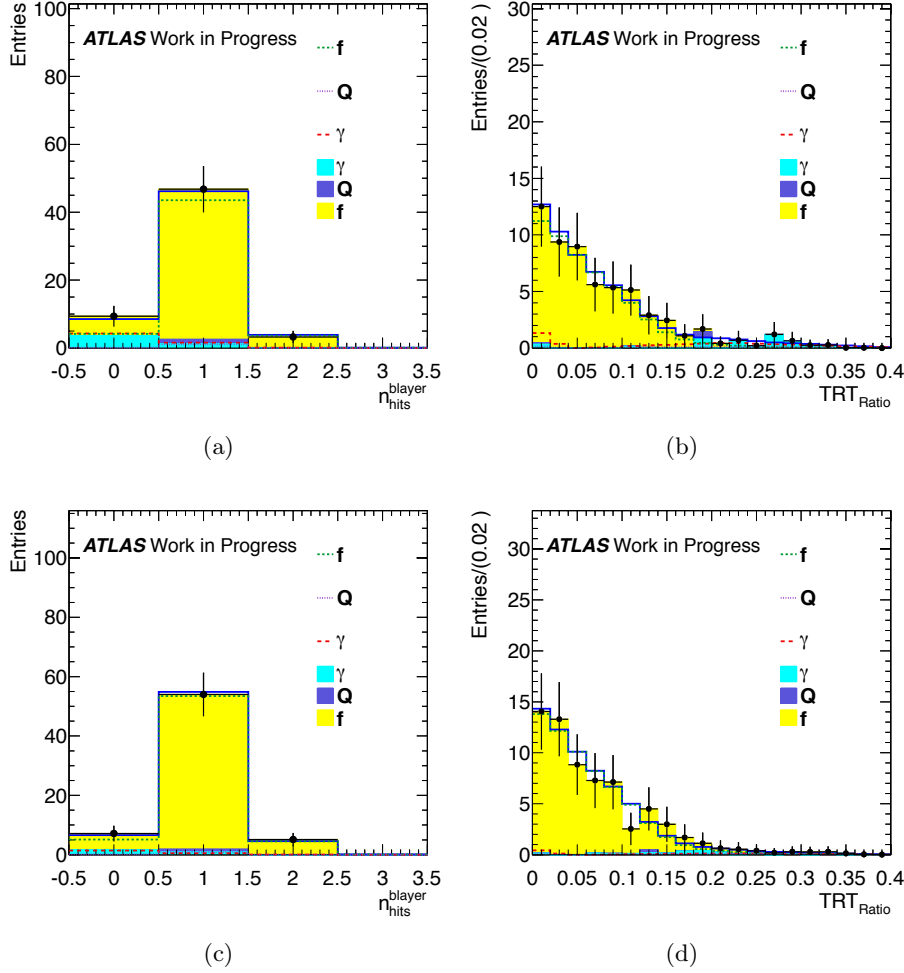 Entries
100
80
60
40
20
0
-0.5 0 0.5 1 1.5 2 2.5 3 3.5
n_hits^blayer
ATLAS Work in Progress
f
Q
γ
γ
Q
f
(a)
Entries/(0.02 )
30
25
20
15
10
5
0
0 0.05 0.1 0.15 0.2 0.25 0.3 0.35 0.4
TRT_Ratio
ATLAS Work in Progress
f
Q
γ
γ
Q
f
(b)
Entries
100
80
60
40
20
0
-0.5 0 0.5 1 1.5 2 2.5 3 3.5
n_hits^blayer
ATLAS Work in Progress
f
Q
γ
γ
Q
f
(c)
Entries/(0.02 )
30
25
20
15
10
5
0
0 0.05 0.1 0.15 0.2 0.25 0.3 0.35 0.4
TRT_Ratio
ATLAS Work in Progress
f
Q
γ
γ
Q
f
(d)